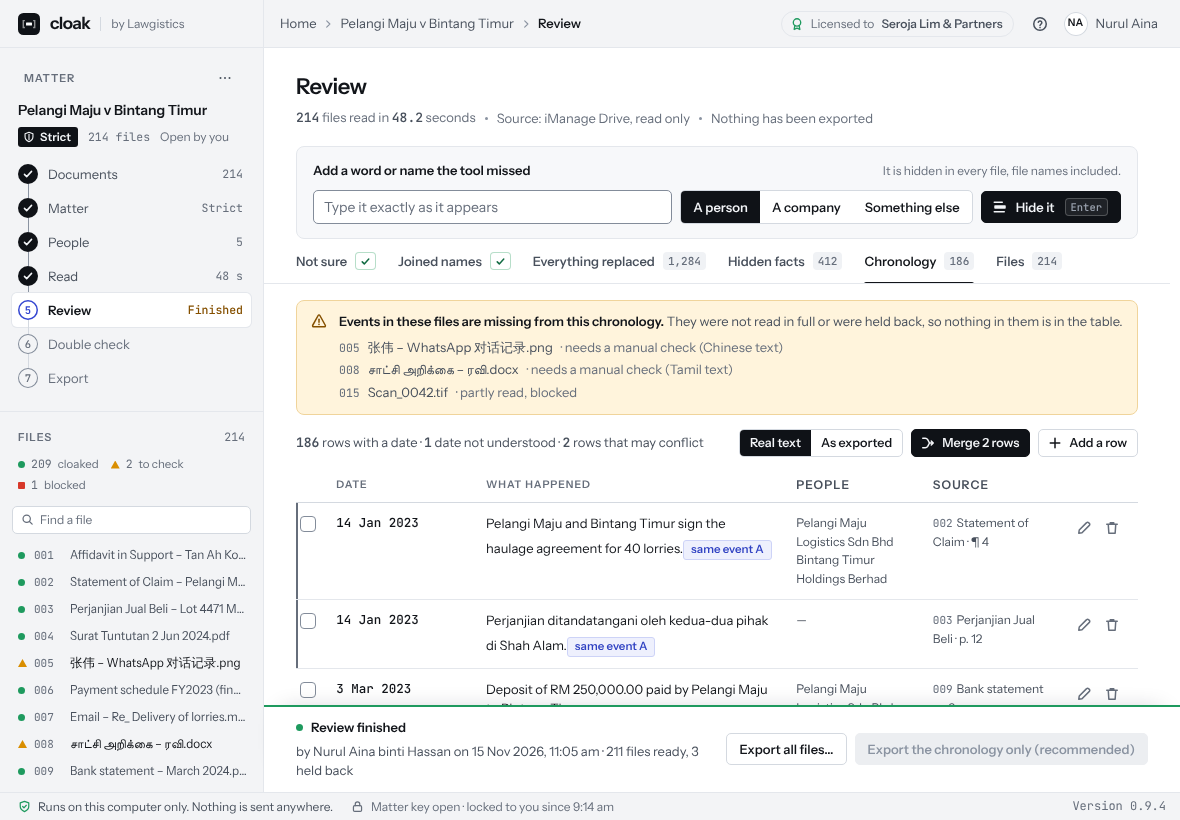 cloak by Lawgistics
Home > Pelangi Maju v Bintang Timur > Review
Licensed to Seroja Lim & Partners
NA Nurul Aina
MATTER
Pelangi Maju v Bintang Timur
Strict 214 files Open by you
Documents 214
Matter Strict
People 5
Read 48 s
5 Review Finished
6 Double check
7 Export
FILES 214
209 cloaked 2 to check
1 blocked
Find a file
001 Affidavit in Support – Tan Ah Ko...
002 Statement of Claim – Pelangi M...
003 Perjanjian Jual Beli – Lot 4471 M...
004 Surat Tuntutan 2 Jun 2024.pdf
005 张伟 – WhatsApp 对话记录.png
006 Payment schedule FY2023 (fin...
007 Email – Re_ Delivery of lorries.m...
008 சாட்சி அறிக்கை – ரவி.docx
009 Bank statement – March 2024.p...
Review
214 files read in 48.2 seconds • Source: iManage Drive, read only • Nothing has been exported
Add a word or name the tool missed
It is hidden in every file, file names included.
Type it exactly as it appears
A person A company Something else
Hide it Enter
Not sure Joined names Everything replaced 1,284 Hidden facts 412 Chronology 186 Files 214
Events in these files are missing from this chronology. They were not read in full or were held back, so nothing in them is in the table.
005 张伟 – WhatsApp 对话记录.png · needs a manual check (Chinese text)
008 சாட்சி அறிக்கை – ரவி.docx · needs a manual check (Tamil text)
015 Scan_0042.tif · partly read, blocked
186 rows with a date · 1 date not understood · 2 rows that may conflict
Real text As exported Merge 2 rows Add a row
DATE WHAT HAPPENED PEOPLE SOURCE
14 Jan 2023
Pelangi Maju and Bintang Timur sign the
haulage agreement for 40 lorries. same event A
Pelangi Maju
Logistics Sdn Bhd
Bintang Timur
Holdings Berhad
002 Statement of
Claim · ¶ 4
14 Jan 2023
Perjanjian ditandatangani oleh kedua-dua pihak
di Shah Alam. same event A
—
003 Perjanjian Jual
Beli · p. 12
3 Mar 2023
Deposit of RM 250,000.00 paid by Pelangi Maju
Pelangi Maju
009 Bank statement
Review finished
by Nurul Aina binti Hassan on 15 Nov 2026, 11:05 am · 211 files ready, 3
held back
Export all files...
Export the chronology only (recommended)
Runs on this computer only. Nothing is sent anywhere.
Matter key open · locked to you since 9:14 am
Version 0.9.4